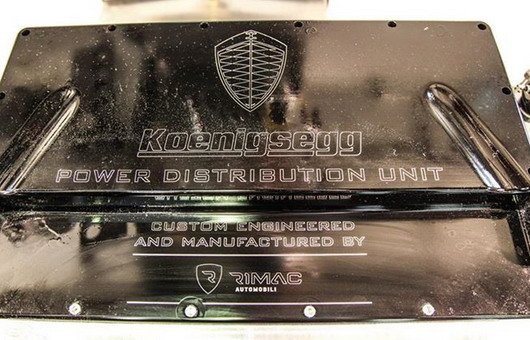 Koenigsegg
POWER DISTRIBUTION UNIT
CUSTOM ENGINEERED
AND MANUFACTURED BY
R RIMAC
AUTOMOBILI